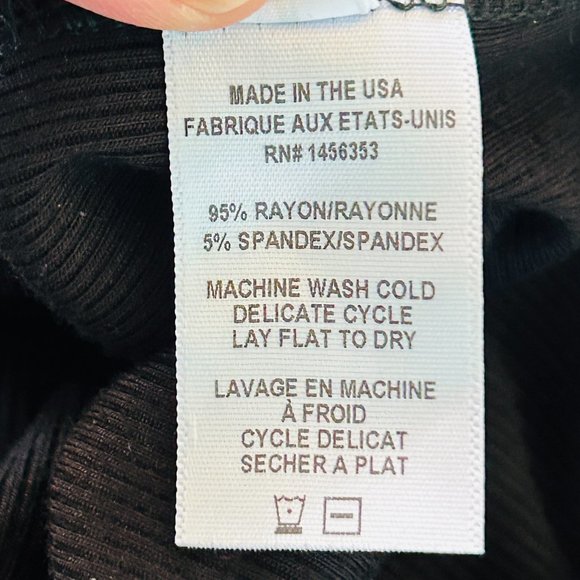 MADE IN THE USA
FABRIQUE AUX ETATS-UNIS
RN# 1456353
95% RAYON/RAYONNE
5% SPANDEX/SPANDEX
MACHINE WASH COLD
DELICATE CYCLE
LAY FLAT TO DRY
LAVAGE EN MACHINE
À FROID
CYCLE DELICAT
SECHER A PLAT